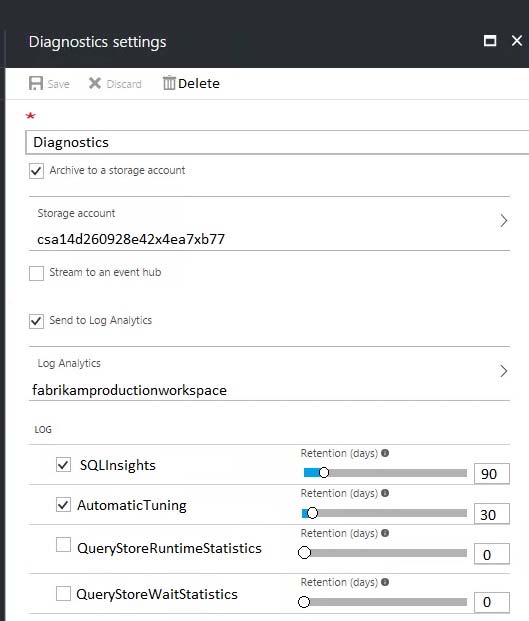 Diagnostics settings
Save Discard Delete
*
Diagnostics
Archive to a storage account
Storage account
csa14d260928e42x4ea7xb77
Stream to an event hub
Send to Log Analytics
Log Analytics
fabrikamproductionworkspace
LOG
Retention (days)
SQLInsights 90
Retention (days)
AutomaticTuning 30
Retention (days)
QueryStoreRuntimeStatistics 0
Retention (days)
QueryStoreWaitStatistics 0